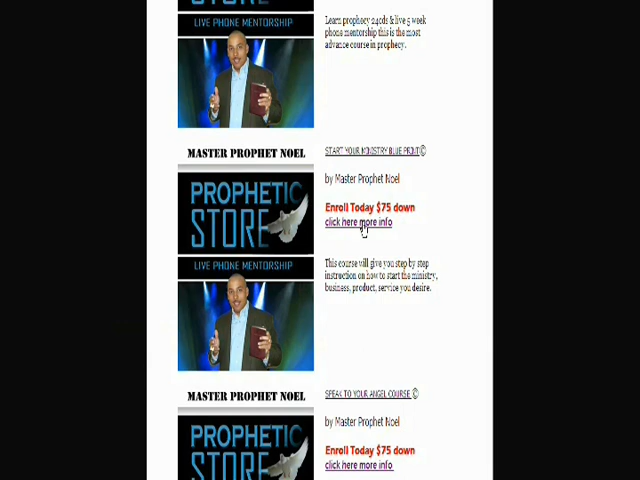 STORE
LIVE PHONE MENTORSHIP
Learn prophecy 24cds & live 5 week
phone mentorship this is the most
advance course in prophecy.
MASTER PROPHET NOEL
PROPHETIC
STORE
LIVE PHONE MENTORSHIP
START YOUR MINISTRY BLUE PRINT©
by Master Prophet Noel
Enroll Today $75 down
click here more info
This course will give you step by step
instruction on how to start the ministry,
business, product, service you desire.
MASTER PROPHET NOEL
PROPHETIC
STORE
SPEAK TO YOUR ANGEL COURSE ©
by Master Prophet Noel
Enroll Today $75 down
click here more info